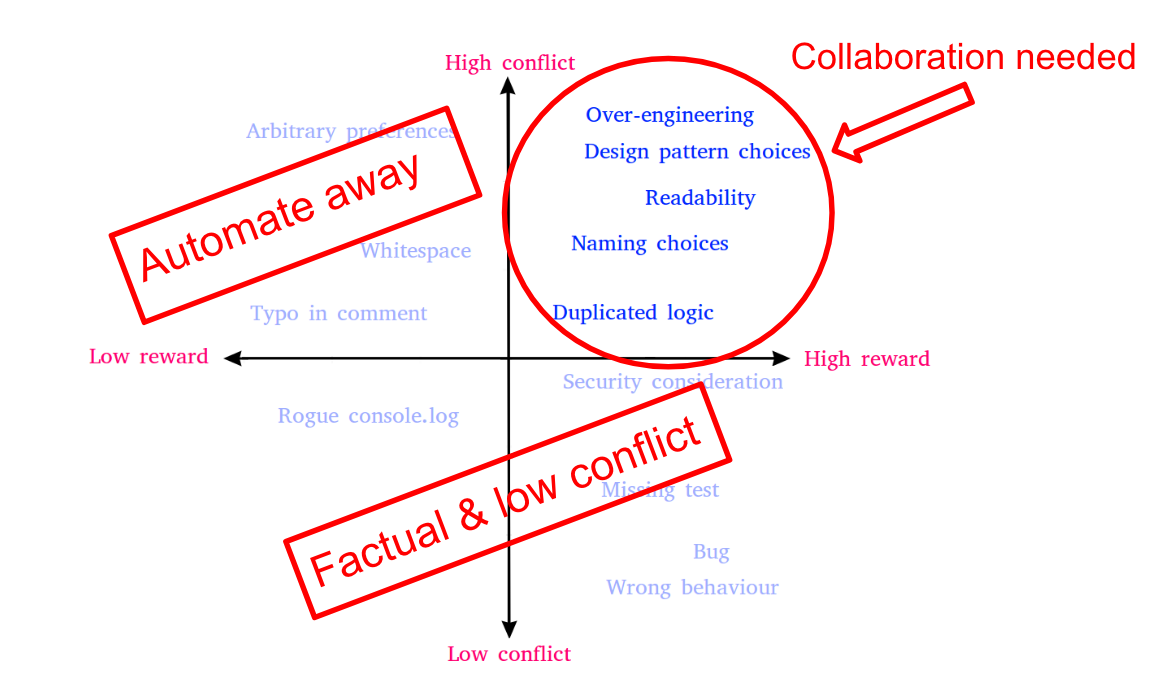 Collaboration needed
High conflict
Over-engineering
Arbitrary preferences
Design pattern choices
Automate away
Readability
Naming choices
Whitespace
Typo in comment
Duplicated logic
Low reward
High reward
Security consideration
Rogue console.log
Factual & low conflict
Missing test
Bug
Wrong behaviour
Low conflict